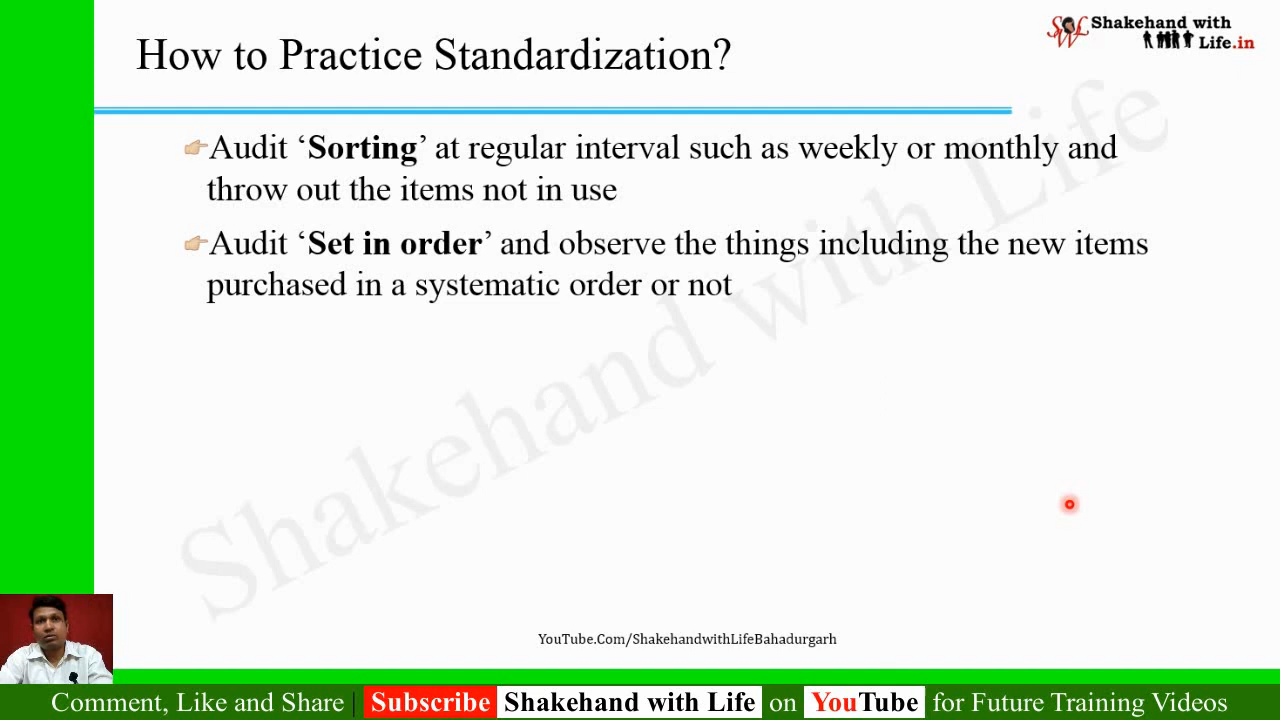 Shakehand with
Life.in
How to Practice Standardization?
Audit ‘Sorting’ at regular interval such as weekly or monthly and
throw out the items not in use
Audit ‘Set in order’ and observe the things including the new items
purchased in a systematic order or not
Shakehand with Life
YouTube.Com/ShakehandwithLifeBahadurgarh
Comment, Like and Share | Subscribe Shakehand with Life on YouTube for Future Training Videos